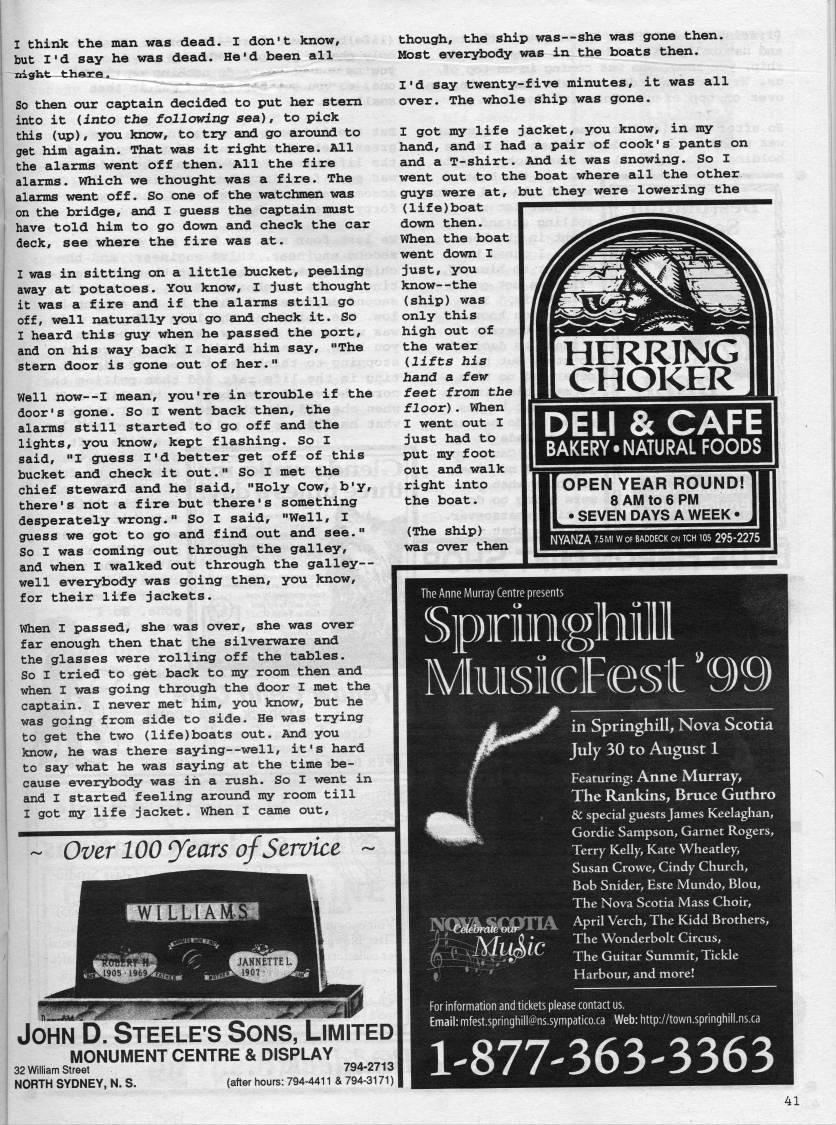 I think the man was dead. I don't know,
but I'd say he was dead. He'd been all
night there.
So then our captain decided to put her stern
into it (into the following sea), to pick
this (up), you know, to try and go around to
get him again. That was it right there. All
the alarms went off then. All the fire
alarms. Which we thought was a fire. The
alarms went off. So one of the watchmen was
on the bridge, and I guess the captain must
have told him to go down and check the car
deck, see where the fire was at.
I was in sitting on a little bucket, peeling
away at potatoes. You know, I just thought
it was a fire and if the alarms still go
off, well naturally you go and check it. So
I heard this guy when he passed the port,
and on his way back I heard him say, "The
stern door is gone out of her."
Well now--I mean, you're in trouble if the
door's gone. So I went back then, the
alarms still started to go off and the
lights, you know, kept flashing. So I
said, "I guess I'd better get off of this
bucket and check it out." So I met the
chief steward and he said, "Holy Cow, b'y,
there's not a fire but there's something
desperately wrong." So I said, "Well, I
guess we got to go and find out and see."
So I was coming out through the galley,
and when I walked out through the galley--
well everybody was going then, you know,
for their life jackets.
When I passed, she was over, she was over
far enough then that the silverware and
the glasses were rolling off the tables.
So I tried to get back to my room then and
when I was going through the door I met the
captain. I never met him, you know, but he
was going from side to side. He was trying
to get the two (life)boats out. And you
know, he was there saying--well, it's hard
to say what he was saying at the time be-
cause everybody was in a rush. So I went in
and I started feeling around my room till
I got my life jacket. When I came out,
though, the ship was--she was gone then.
Most everybody was in the boats then.
I'd say twenty-five minutes, it was all
over. The whole ship was gone.
I got my life jacket, you know, in my
hand, and I had a pair of cook's pants on
and a T-shirt. And it was snowing. So I
went out to the boat where all the other
guys were at, but they were lowering the
(life)boat
down then.
When the boat
went down I
just, you
know--the
(ship) was
only this
high out of
the water
(lifts his
hand a few
feet from the
floor). When
I went out I
just had to
put my foot
out and walk
right into
the boat.
(The ship)
was over then
HERRING
CHOKER
DELI & CAFE
BAKERY • NATURAL FOODS
OPEN YEAR ROUND!
8 AM to 6 PM
• SEVEN DAYS A WEEK •
NYANZA 7.5 MI W OF BADDECK ON TCH 105 295-2275
~ Over 100 Years of Service ~
WILLIAMS
ROBERT H.
1905 - 1969
JANNETTE L.
1907 -
FATHER
MOTHER
JOHN D. STEELE'S SONS, LIMITED
MONUMENT CENTRE & DISPLAY
32 William Street 794-2713
NORTH SYDNEY, N. S. (after hours: 794-4411 & 794-3171)
The Anne Murray Centre presents
Springhill
MusicFest '99
in Springhill, Nova Scotia
July 30 to August 1
Featuring: Anne Murray,
The Rankins, Bruce Guthro
& special guests James Keelaghan,
Gordie Sampson, Garnet Rogers,
Terry Kelly, Kate Wheatley,
Susan Crowe, Cindy Church,
Bob Snider, Este Mundo, Blou,
The Nova Scotia Mass Choir,
April Verch, The Kidd Brothers,
The Wonderbolt Circus,
The Guitar Summit, Tickle
Harbour, and more!
NOVA SCOTIA
Celebrate our
Music
For information and tickets please contact us.
Email: mfest.springhill@ns.sympatico.ca Web: http://town.springhill.ns.ca
1-877-363-3363
41